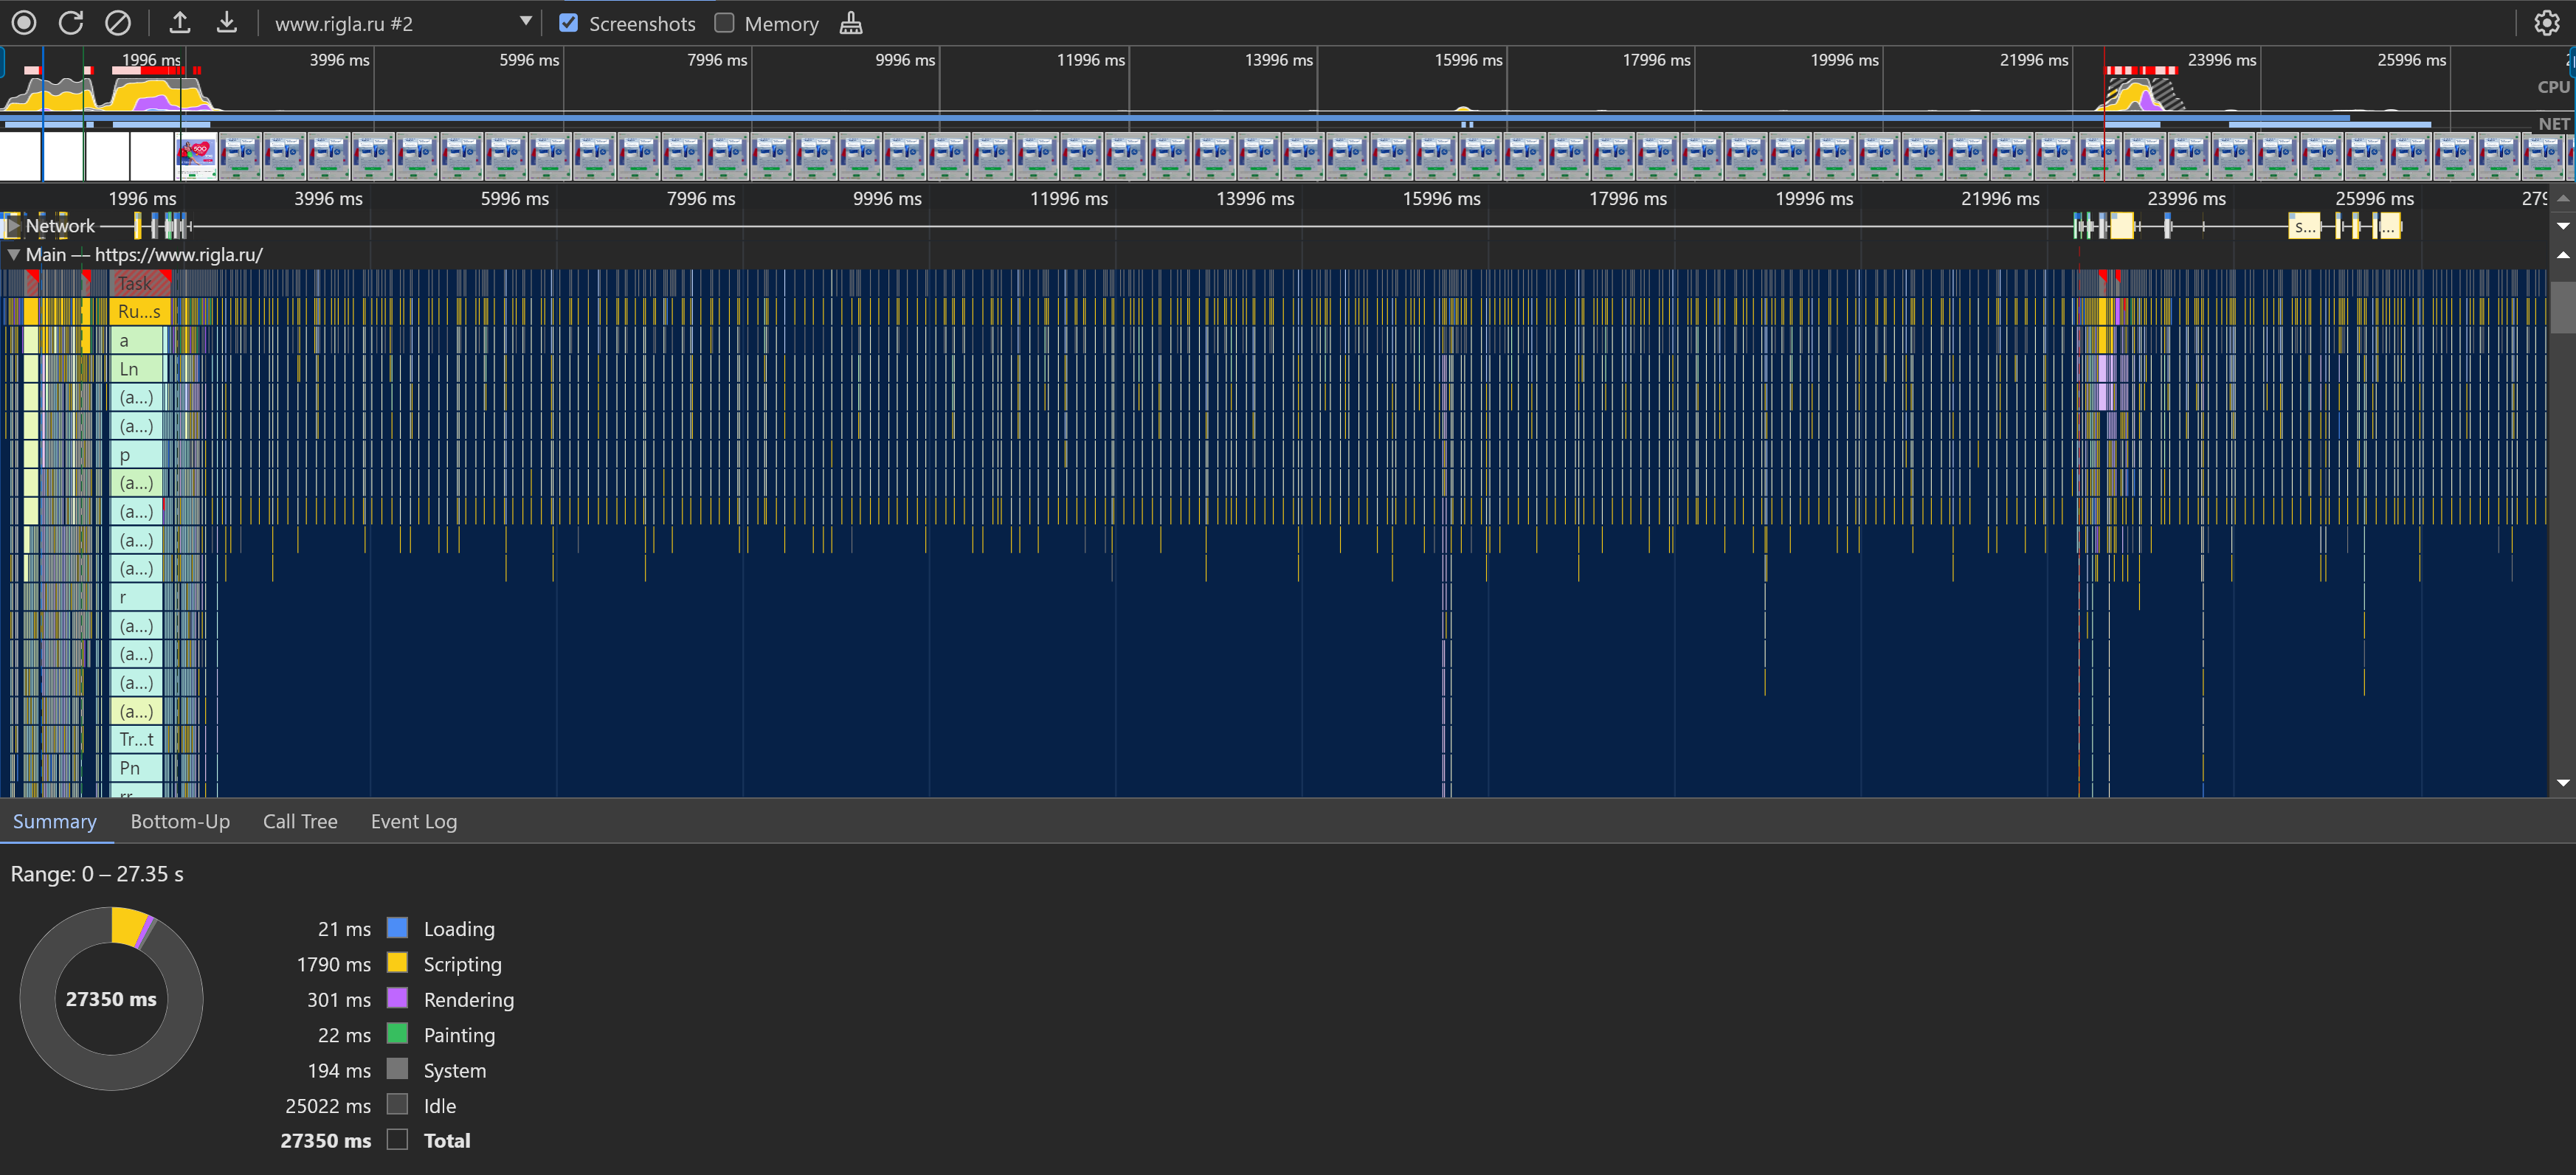 www.rigla.ru #2 Screenshots Memory
1996 ms 3996 ms 5996 ms 7996 ms 9996 ms 11996 ms 13996 ms 15996 ms 17996 ms 19996 ms 21996 ms 23996 ms 25996 ms
CPU
NET
1996 ms 3996 ms 5996 ms 7996 ms 9996 ms 11996 ms 13996 ms 15996 ms 17996 ms 19996 ms 21996 ms 23996 ms 25996 ms 279
Network s... ...
Main — https://www.rigla.ru/
Task
Ru...s
a
Ln
(a...)
(a...)
p
(a...)
(a...)
(a...)
(a...)
r
(a...)
(a...)
(a...)
(a...)
Tr...t
Pn
rr
Summary Bottom-Up Call Tree Event Log
Range: 0 – 27.35 s
27350 ms
21 ms Loading
1790 ms Scripting
301 ms Rendering
22 ms Painting
194 ms System
25022 ms Idle
27350 ms Total